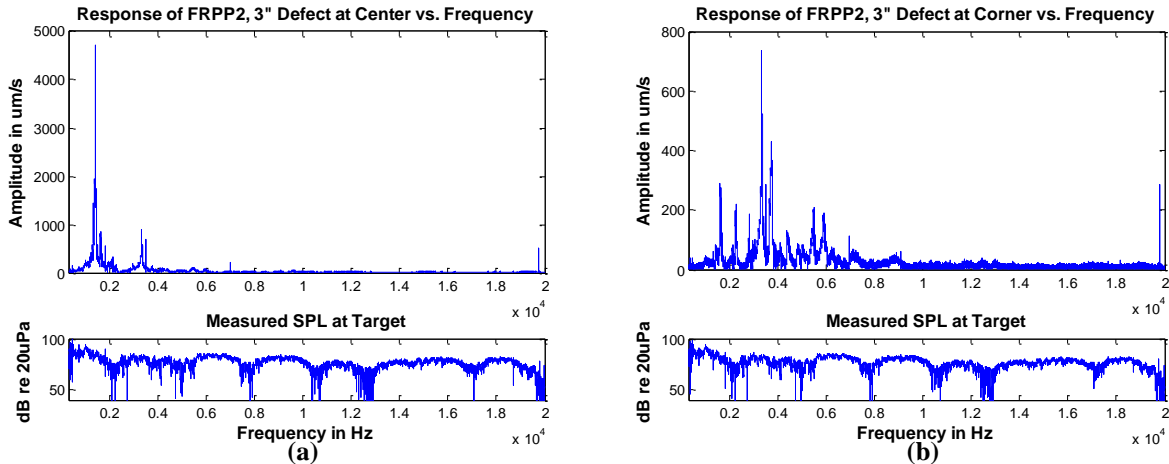 Response of FRPP2, 3" Defect at Center vs. Frequency
Amplitude in um/s
5000
4000
3000
2000
1000
0
0.2 0.4 0.6 0.8 1 1.2 1.4 1.6 1.8 2
x 10^4
Measured SPL at Target
dB re 20uPa
100
50
0.2 0.4 0.6 0.8 1 1.2 1.4 1.6 1.8 2
x 10^4
Frequency in Hz
(a)
Response of FRPP2, 3" Defect at Corner vs. Frequency
Amplitude in um/s
800
600
400
200
0
0.2 0.4 0.6 0.8 1 1.2 1.4 1.6 1.8 2
x 10^4
Measured SPL at Target
dB re 20uPa
100
50
0.2 0.4 0.6 0.8 1 1.2 1.4 1.6 1.8 2
x 10^4
Frequency in Hz
(b)